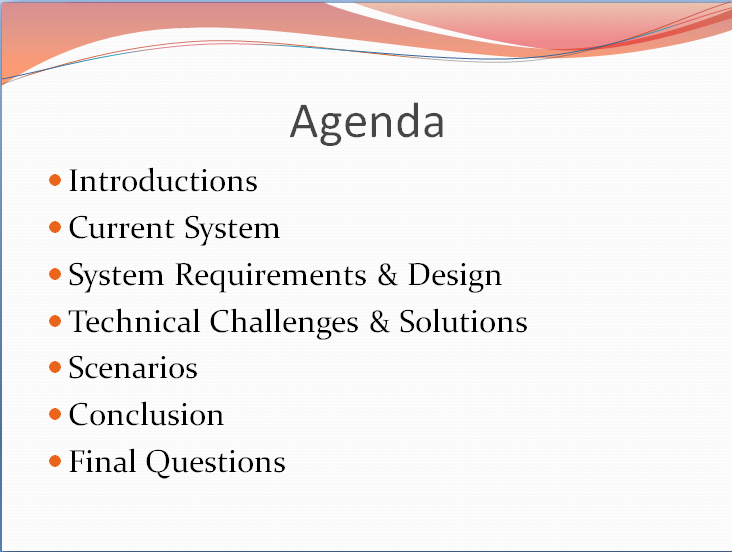 Agenda
Introductions
Current System
System Requirements & Design
Technical Challenges & Solutions
Scenarios
Conclusion
Final Questions